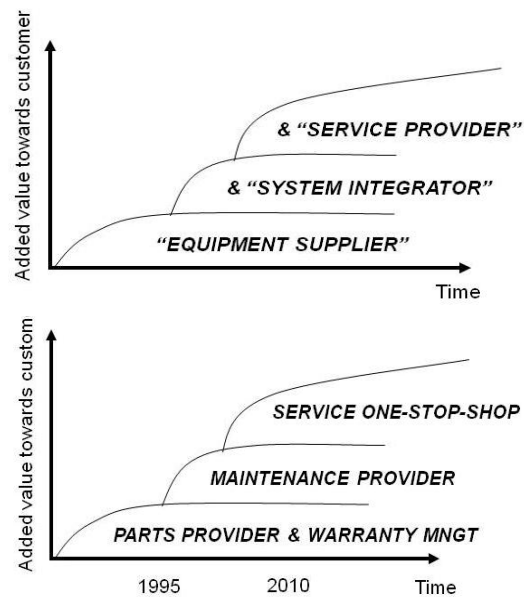 Added value towards customer
& “SERVICE PROVIDER”
& “SYSTEM INTEGRATOR”
“EQUIPMENT SUPPLIER”
Time
Added value towards custom
SERVICE ONE-STOP-SHOP
MAINTENANCE PROVIDER
PARTS PROVIDER & WARRANTY MNGT
1995 2010 Time